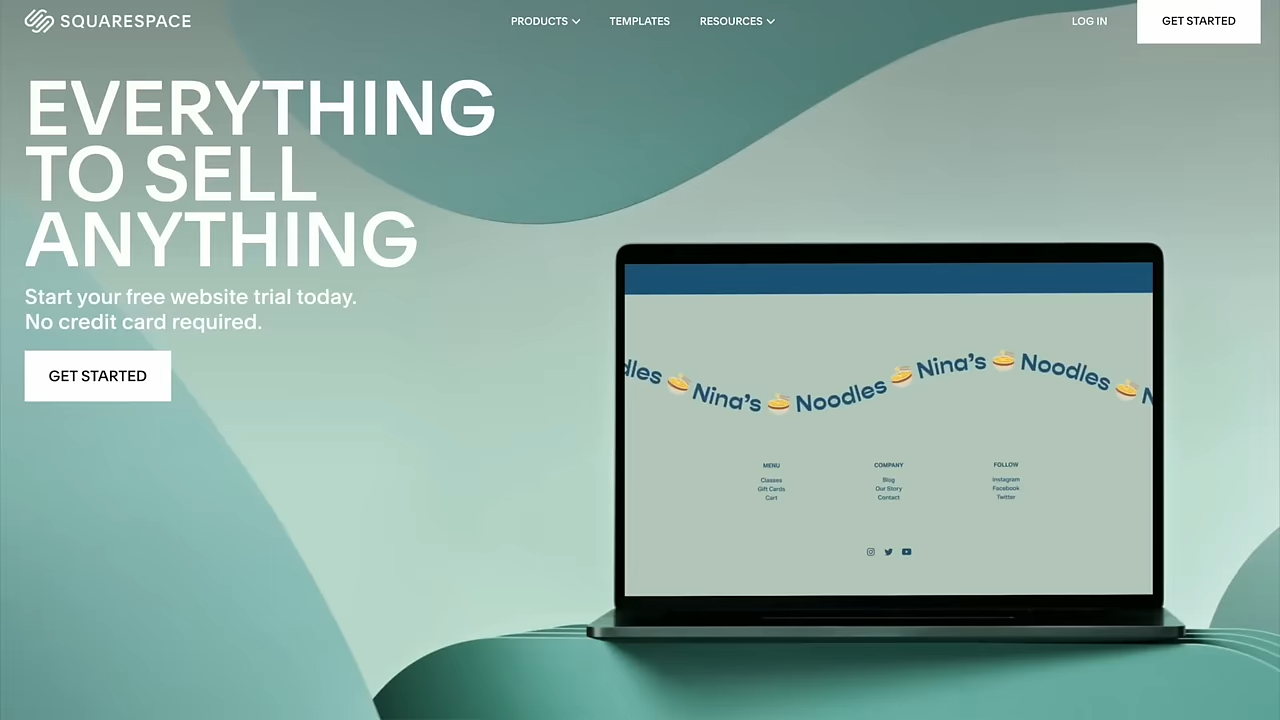 SQUARESPACE
PRODUCTS
TEMPLATES
RESOURCES
LOG IN
GET STARTED
EVERYTHING
TO SELL
ANYTHING
Start your free website trial today.
No credit card required.
GET STARTED
dles 🍜 Nina's 🍜 Noodles 🍜 Nina's 🍜 Noodles 🍜 N
MENU
Classes
Gift Cards
Cart
COMPANY
Blog
Our Story
Contact
FOLLOW
Instagram
Facebook
Twitter